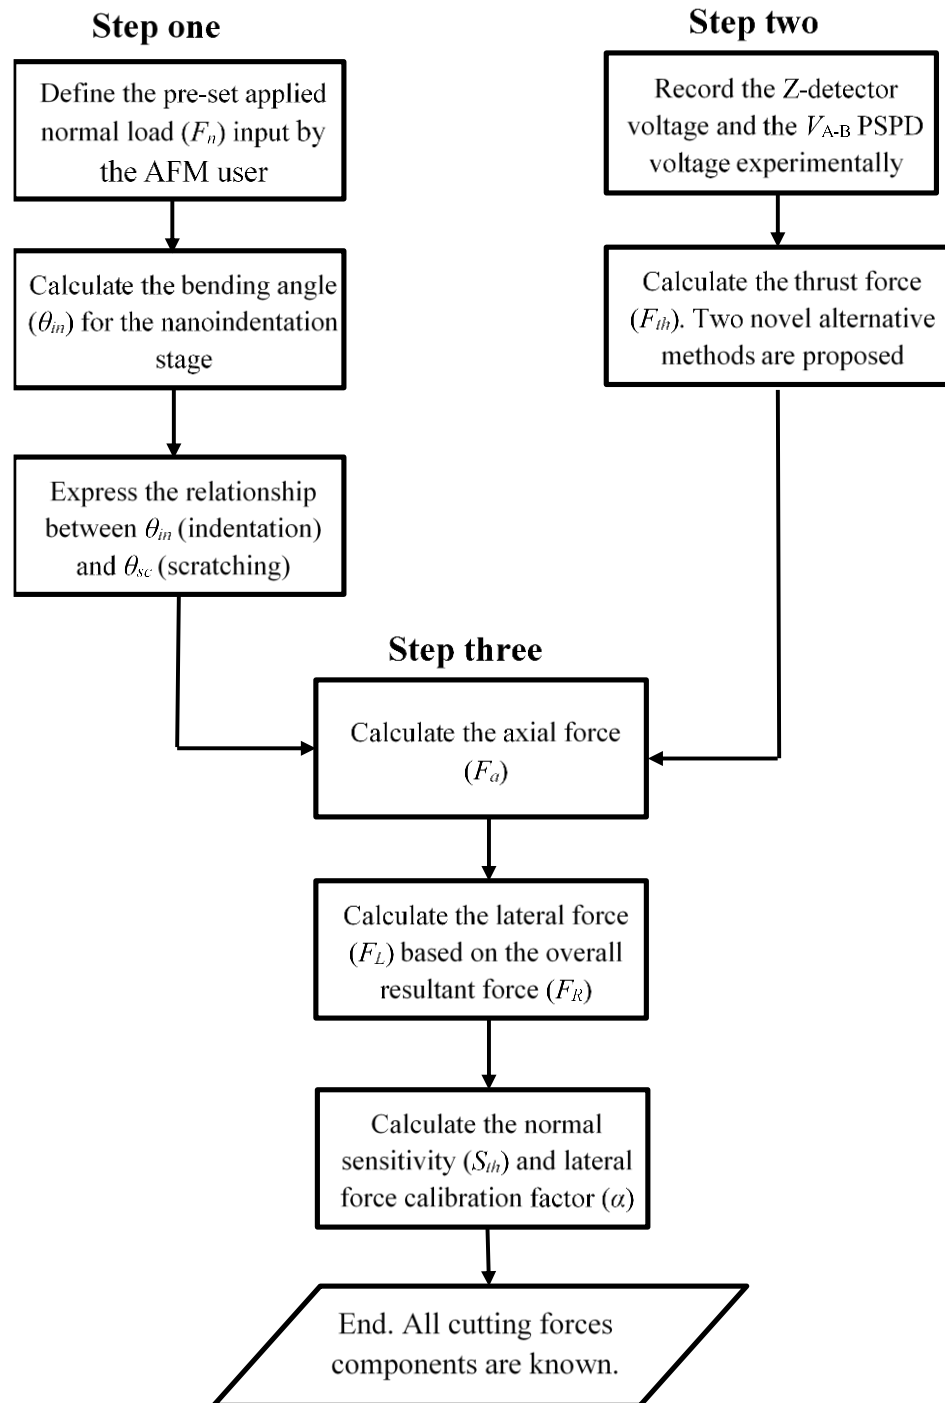 Step one
Define the pre-set applied
normal load (Fn) input by
the AFM user
Calculate the bending angle
(θin) for the nanoindentation
stage
Express the relationship
between θin (indentation)
and θsc (scratching)
Step two
Record the Z-detector
voltage and the VA-B PSPD
voltage experimentally
Calculate the thrust force
(Fth). Two novel alternative
methods are proposed
Step three
Calculate the axial force
(Fa)
Calculate the lateral force
(FL) based on the overall
resultant force (FR)
Calculate the normal
sensitivity (Sth) and lateral
force calibration factor (α)
End. All cutting forces
components are known.